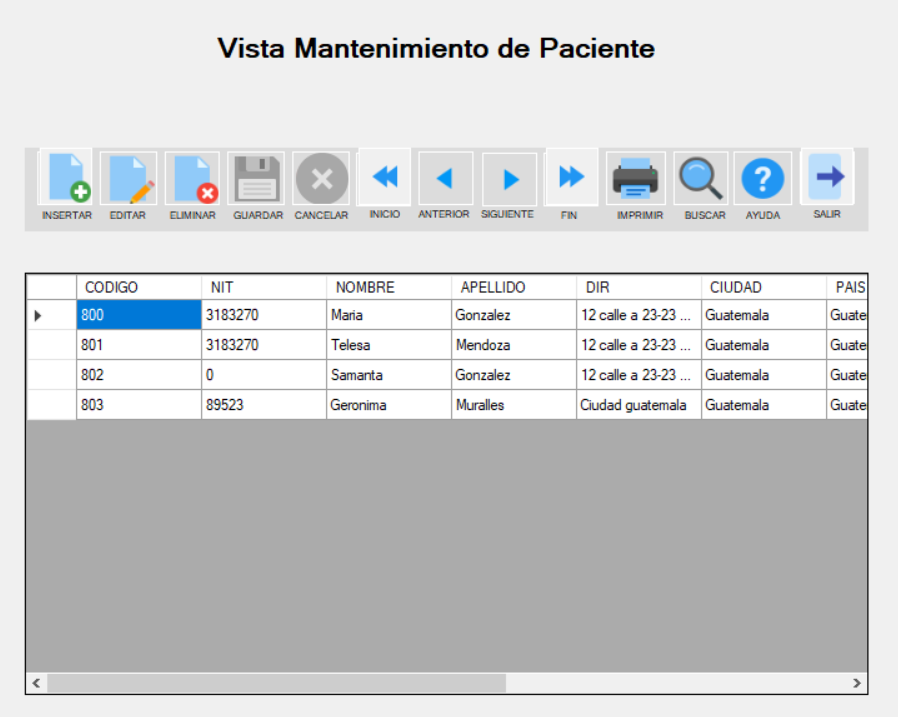 Vista Mantenimiento de Paciente
INSERTAR EDITAR ELIMINAR GUARDAR CANCELAR INICIO ANTERIOR SIGUIENTE FIN IMPRIMIR BUSCAR AYUDA SALIR
CODIGO NIT NOMBRE APELLIDO DIR CIUDAD PAIS
800 3183270 Maria Gonzalez 12 calle a 23-23 ... Guatemala Guate
801 3183270 Telesa Mendoza 12 calle a 23-23 ... Guatemala Guate
802 0 Samanta Gonzalez 12 calle a 23-23 ... Guatemala Guate
803 89523 Geronima Muralles Ciudad guatemala Guatemala Guate